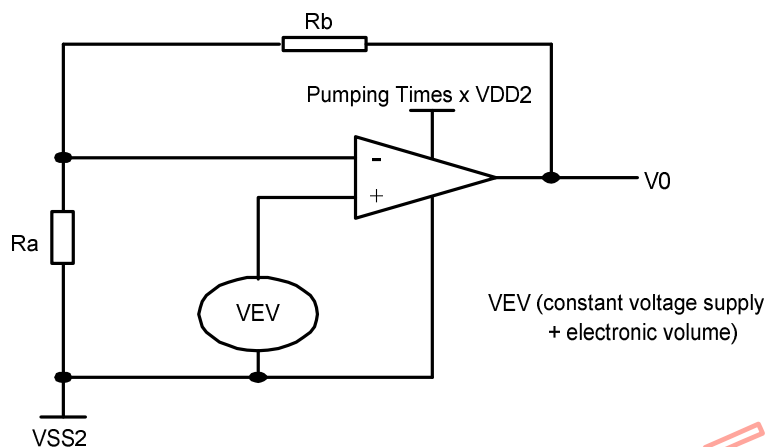 Rb
Pumping Times x VDD2
-
+
V0
Ra
VEV
VEV (constant voltage supply
+ electronic volume)
VSS2